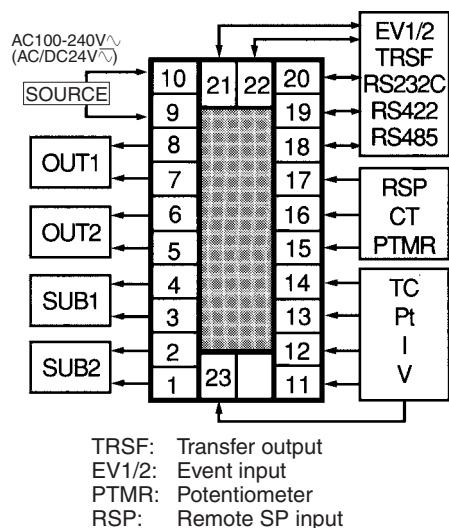 AC100-240V∿
(AC/DC24V∿)
SOURCE
OUT1
OUT2
SUB1
SUB2
10
9
8
7
6
5
4
3
2
1
21 22
23
20
19
18
17
16
15
14
13
12
11
EV1/2
TRSF
RS232C
RS422
RS485
RSP
CT
PTMR
TC
Pt
I
V
TRSF: Transfer output
EV1/2: Event input
PTMR: Potentiometer
RSP: Remote SP input